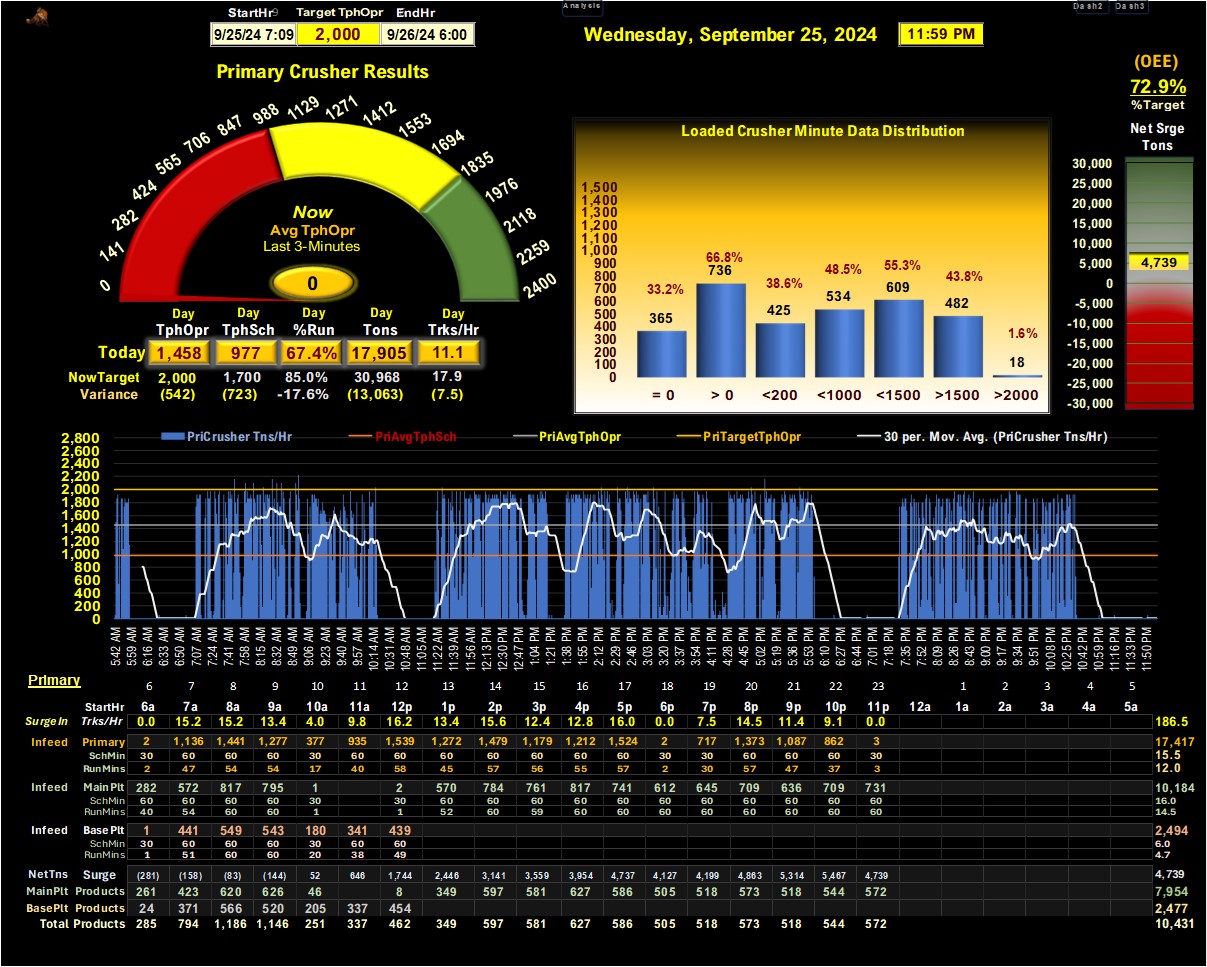 Analysis
Dash2 Dash3
StartHr Target TphOpr EndHr
9/25/24 7:09 2,000 9/26/24 6:00
Wednesday, September 25, 2024 11:59 PM
(OEE)
72.9%
%Target
Primary Crusher Results
0 141 282 424 565 706 847 988 1129 1271 1412 1553 1694 1835 1976 2118 2259 2400
Now
Avg TphOpr
Last 3-Minutes
0
Day Day Day Day Day
TphOpr TphSch %Run Tons Trks/Hr
Today 1,458 977 67.4% 17,905 11.1
NowTarget 2,000 1,700 85.0% 30,968 17.9
Variance (542) (723) -17.6% (13,063) (7.5)
Loaded Crusher Minute Data Distribution
1,500
1,400
1,300
1,200
1,100
1,000
900
800
700
600
500
400
300
200
100
0
33.2% 66.8% 38.6% 48.5% 55.3% 43.8% 1.6%
365 736 425 534 609 482 18
= 0 > 0 <200 <1000 <1500 >1500 >2000
Net Srge
Tons
30,000
25,000
20,000
15,000
10,000
5,000
0
-5,000
-10,000
-15,000
-20,000
-25,000
-30,000
4,739
PriCrusher Tns/Hr PriAvgTphSch PriAvgTphOpr PriTargetTphOpr 30 per. Mov. Avg. (PriCrusher Tns/Hr)
2,800
2,600
2,400
2,200
2,000
1,800
1,600
1,400
1,200
1,000
800
600
400
200
0
5:42 AM 5:59 AM 6:16 AM 6:33 AM 6:50 AM 7:07 AM 7:24 AM 7:41 AM 7:58 AM 8:15 AM 8:32 AM 8:49 AM 9:06 AM 9:23 AM 9:40 AM 9:57 AM 10:14 AM 10:31 AM 10:48 AM 11:05 AM 11:22 AM 11:39 AM 11:56 AM 12:13 PM 12:30 PM 12:47 PM 1:04 PM 1:21 PM 1:38 PM 1:55 PM 2:12 PM 2:29 PM 2:46 PM 3:03 PM 3:20 PM 3:37 PM 3:54 PM 4:11 PM 4:28 PM 4:45 PM 5:02 PM 5:19 PM 5:36 PM 5:53 PM 6:10 PM 6:27 PM 6:44 PM 7:01 PM 7:18 PM 7:35 PM 7:52 PM 8:09 PM 8:26 PM 8:43 PM 9:00 PM 9:17 PM 9:34 PM 9:51 PM 10:08 PM 10:25 PM 10:42 PM 10:59 PM 11:16 PM 11:33 PM 11:50 PM
Primary
6 7 8 9 10 11 12 13 14 15 16 17 18 19 20 21 22 23 1 2 3 4 5
StartHr 6a 7a 8a 9a 10a 11a 12p 1p 2p 3p 4p 5p 6p 7p 8p 9p 10p 11p 12a 1a 2a 3a 4a 5a
SurgeIn Trks/Hr 0.0 15.2 15.2 13.4 4.0 9.8 16.2 13.4 15.6 12.4 12.8 16.0 0.0 7.5 14.5 11.4 9.1 0.0 186.5
Infeed Primary 2 1,136 1,441 1,277 377 935 1,539 1,272 1,479 1,179 1,212 1,524 2 717 1,373 1,087 862 3 17,417
SchMin 30 60 60 60 30 60 60 60 60 60 60 60 30 30 60 60 60 60 15.5
RunMins 2 47 54 54 17 40 58 45 57 56 55 57 2 30 57 47 37 3 12.0
Infeed MainPlt 282 572 817 795 1 2 570 784 761 817 741 612 645 709 636 709 731 10,184
SchMin 60 60 60 60 30 30 60 60 60 60 60 60 60 60 60 60 60 16.0
RunMins 40 54 60 60 1 1 52 60 59 60 60 60 60 60 60 60 60 14.5
Infeed BasePlt 1 441 549 543 180 341 439 2,494
SchMin 30 60 60 60 30 60 60 6.0
RunMins 1 51 60 60 20 38 49 4.7
NetTns Surge (281) (158) (83) (144) 52 646 1,744 2,446 3,141 3,559 3,954 4,737 4,127 4,199 4,863 5,314 5,467 4,739 4,739
MainPlt Products 261 423 620 626 46 8 349 597 581 627 586 505 518 573 518 544 572 7,954
BasePlt Products 24 371 566 520 205 337 454 2,477
Total Products 285 794 1,186 1,146 251 337 462 349 597 581 627 586 505 518 573 518 544 572 10,431